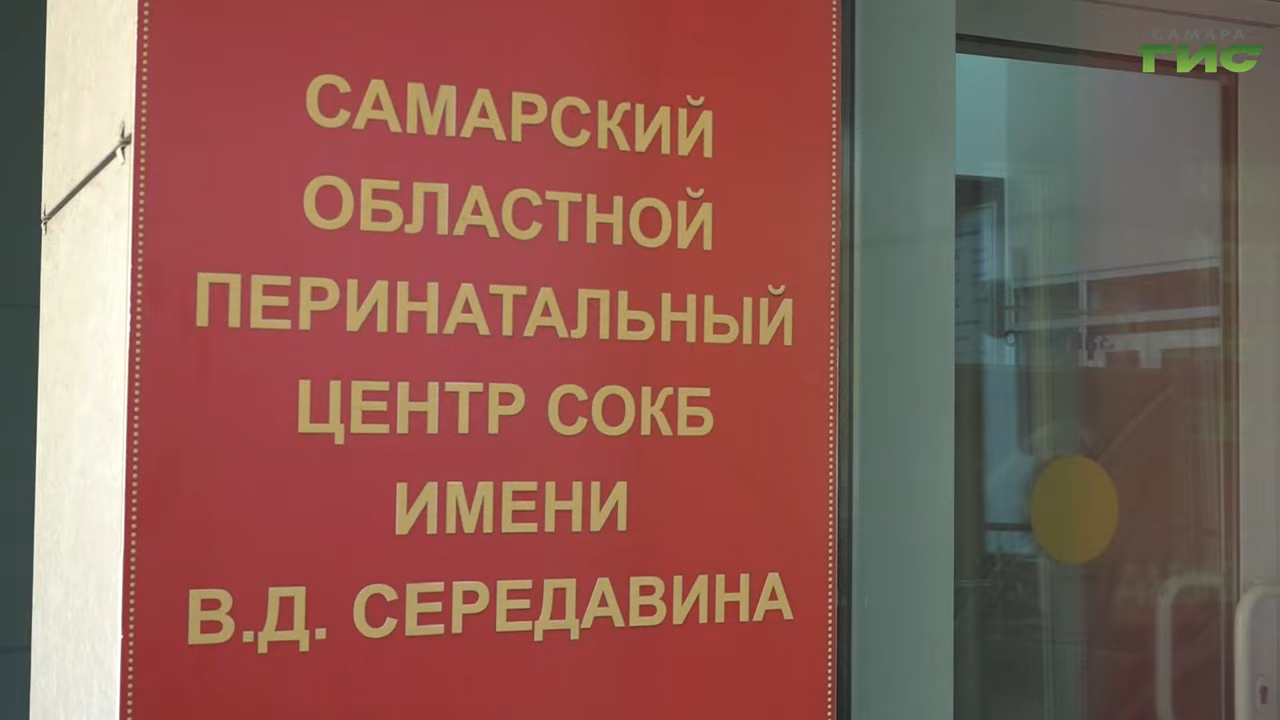 САМАРА
ГИС
САМАРСКИЙ
ОБЛАСТНОЙ
ПЕРИНАТАЛЬНЫЙ
ЦЕНТР СОКБ
ИМЕНИ
В.Д. СЕРЕДАВИНА